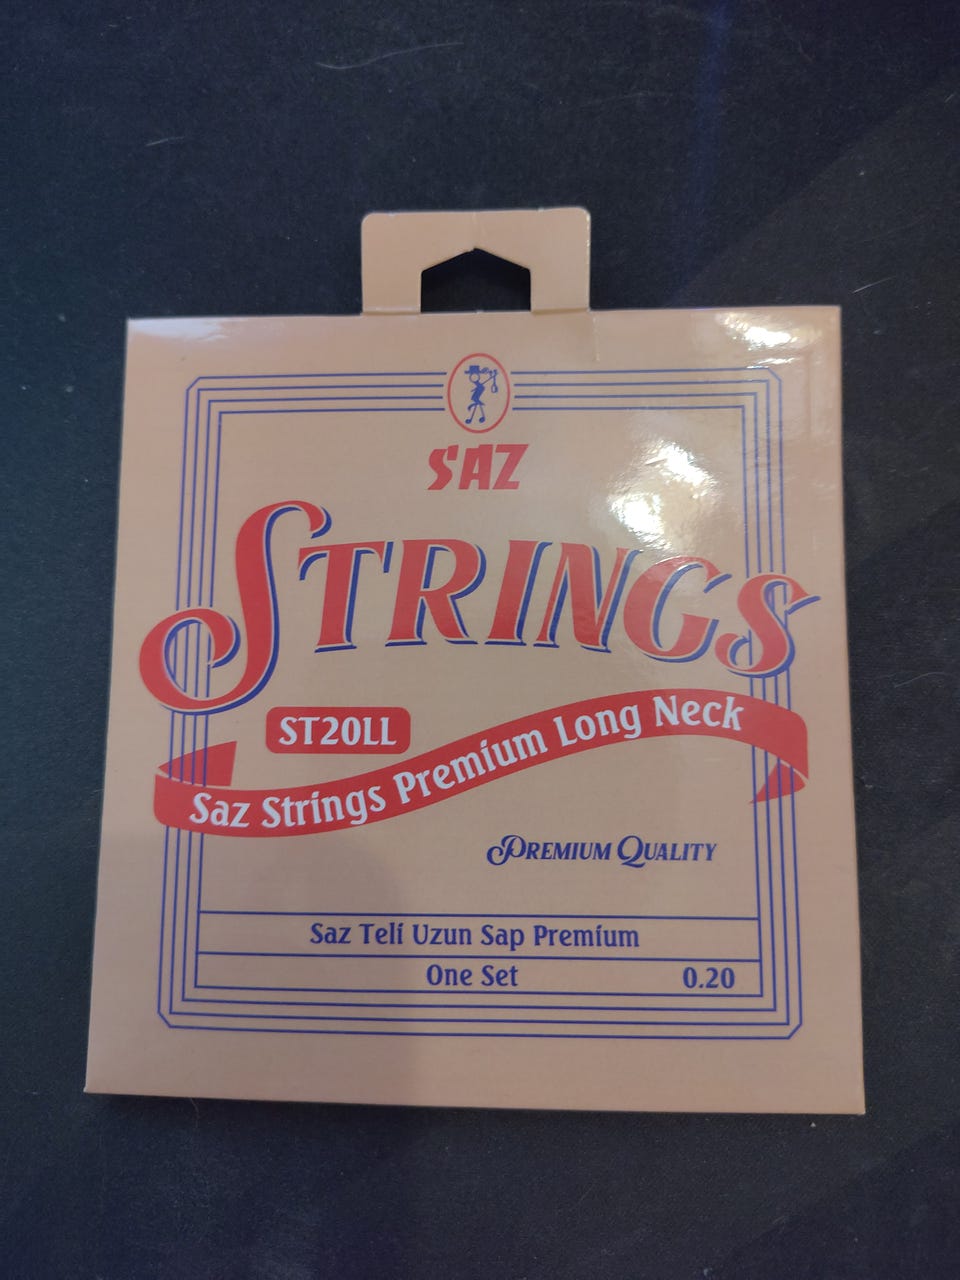 SAZ
STRINGS
ST20LL
Saz Strings Premium Long Neck
PREMIUM QUALITY
Saz Teli Uzun Sap Premium
One Set 0.20